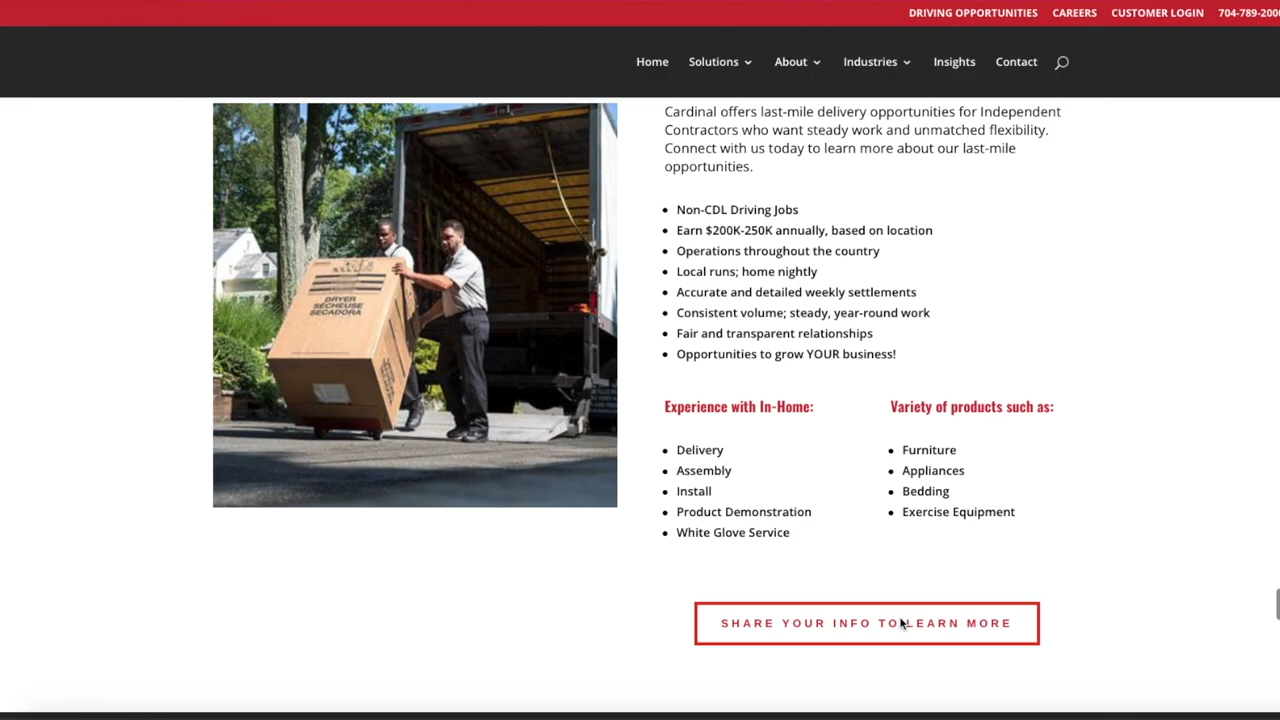 DRIVING OPPORTUNITIES CAREERS CUSTOMER LOGIN 704-789-200
Home Solutions About Industries Insights Contact
Cardinal offers last-mile delivery opportunities for Independent
Contractors who want steady work and unmatched flexibility.
Connect with us today to learn more about our last-mile
opportunities.
Non-CDL Driving Jobs
Earn $200K-250K annually, based on location
Operations throughout the country
Local runs; home nightly
Accurate and detailed weekly settlements
Consistent volume; steady, year-round work
Fair and transparent relationships
Opportunities to grow YOUR business!
Experience with In-Home:
Delivery
Assembly
Install
Product Demonstration
White Glove Service
Variety of products such as:
Furniture
Appliances
Bedding
Exercise Equipment
SHARE YOUR INFO TO LEARN MORE
DRYER
SECHEUSE
SECADORA